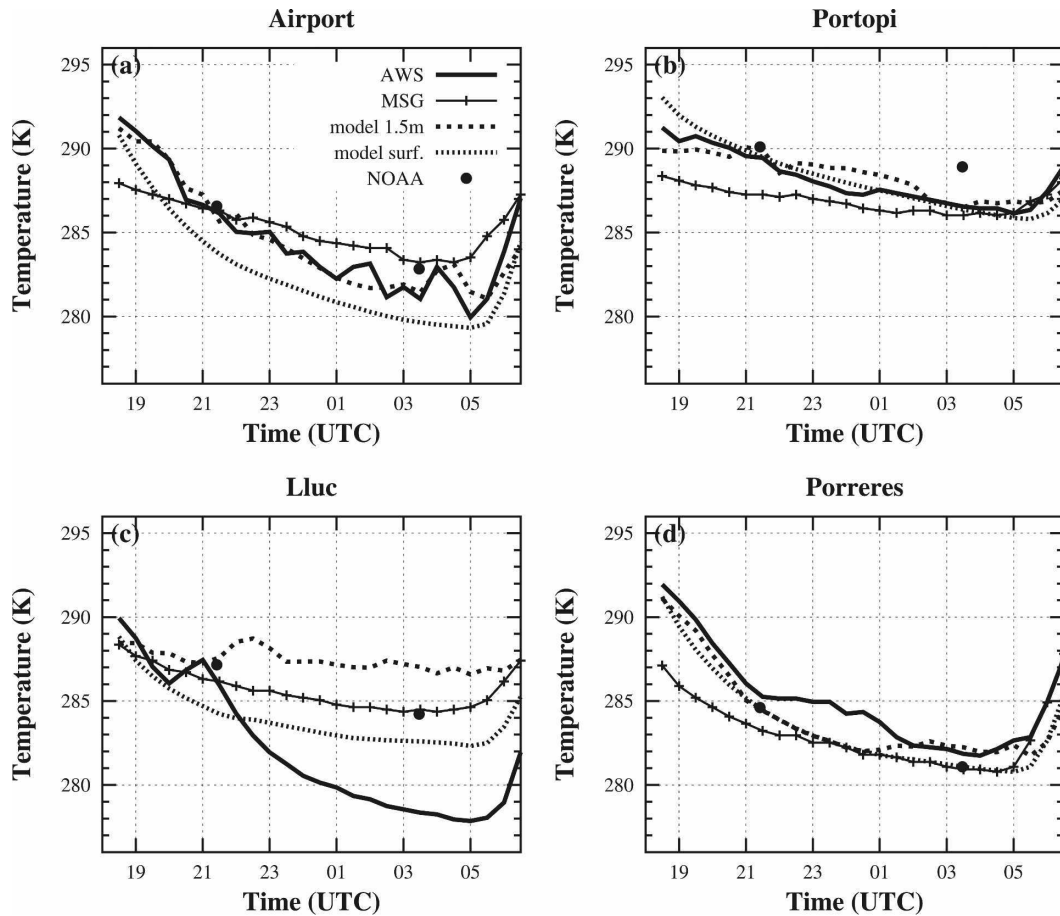 Airport
(a)
AWS
MSG
model 1.5m
model surf.
NOAA
295
290
285
280
Temperature (K)
19 21 23 01 03 05
Time (UTC)
Portopi
(b)
295
290
285
280
Temperature (K)
19 21 23 01 03 05
Time (UTC)
Lluc
(c)
295
290
285
280
Temperature (K)
19 21 23 01 03 05
Time (UTC)
Porreres
(d)
295
290
285
280
Temperature (K)
19 21 23 01 03 05
Time (UTC)